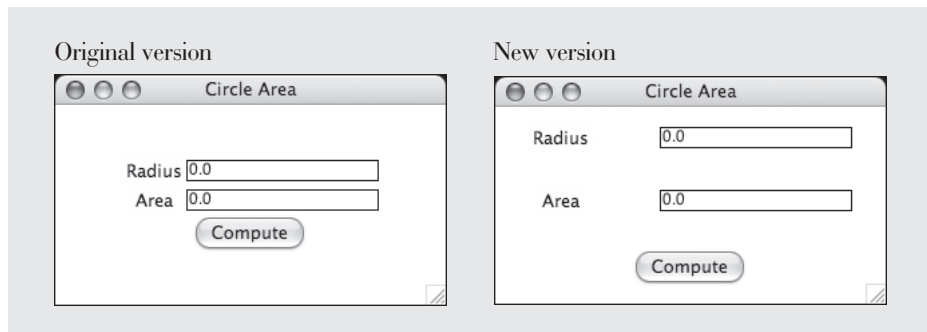 Original version
Circle Area
Radius 0.0
Area 0.0
Compute
New version
Circle Area
Radius 0.0
Area 0.0
Compute